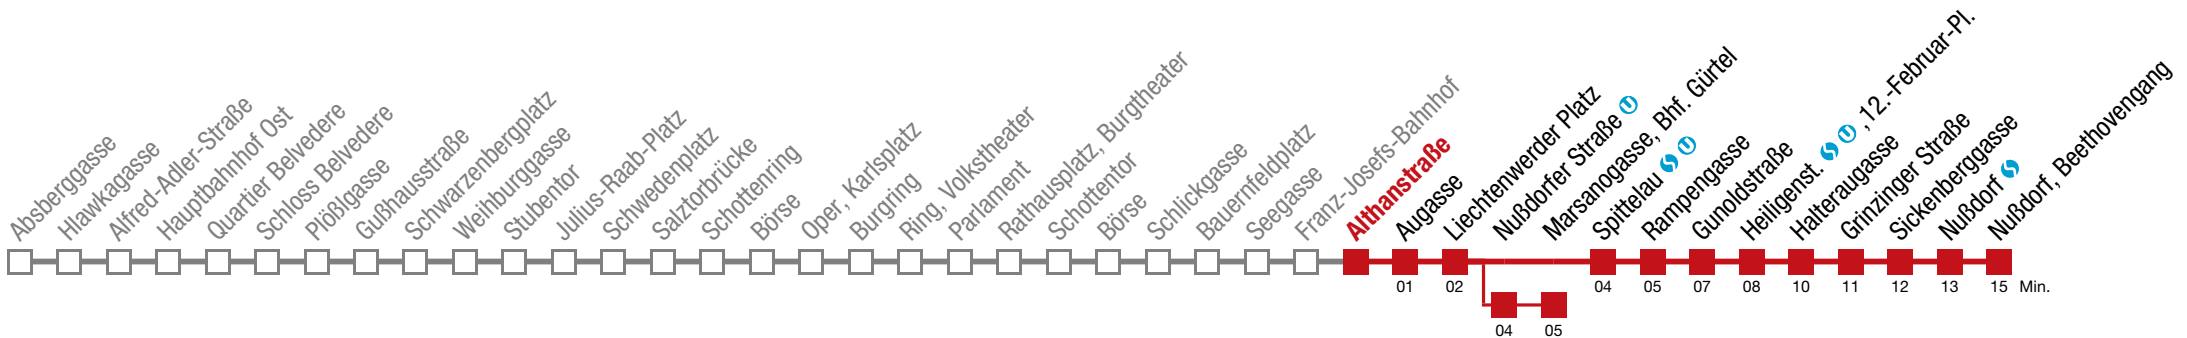 Absberggasse
Hlawkagasse
Alfred-Adler-Straße
Hauptbahnhof Ost
Quartier Belvedere
Schloss Belvedere
Plößlgasse
Gußhausstraße
Schwarzenbergplatz
Weihburggasse
Stubentor
Julius-Raab-Platz
Schwedenplatz
Salztorbrücke
Schottenring
Börse
Oper, Karlsplatz
Burgring
Ring, Volkstheater
Parlament
Rathausplatz, Burgtheater
Schottentor
Börse
Schlickgasse
Bauernfeldplatz
Seegasse
Franz-Josefs-Bahnhof
Althanstraße
Augasse
Liechtenwerder Platz
Nußdorfer Straße U
Marsanogasse, Bhf. Gürtel
Spittelau S U
Rampengasse
Gunoldstraße
Heiligenst. S U , 12.-Februar-Pl.
Halteraugasse
Grinzinger Straße
Sickenberggasse
Nußdorf S
Nußdorf, Beethovengang
01 02 04 05 07 08 10 11 12 13 15 Min.
04 05